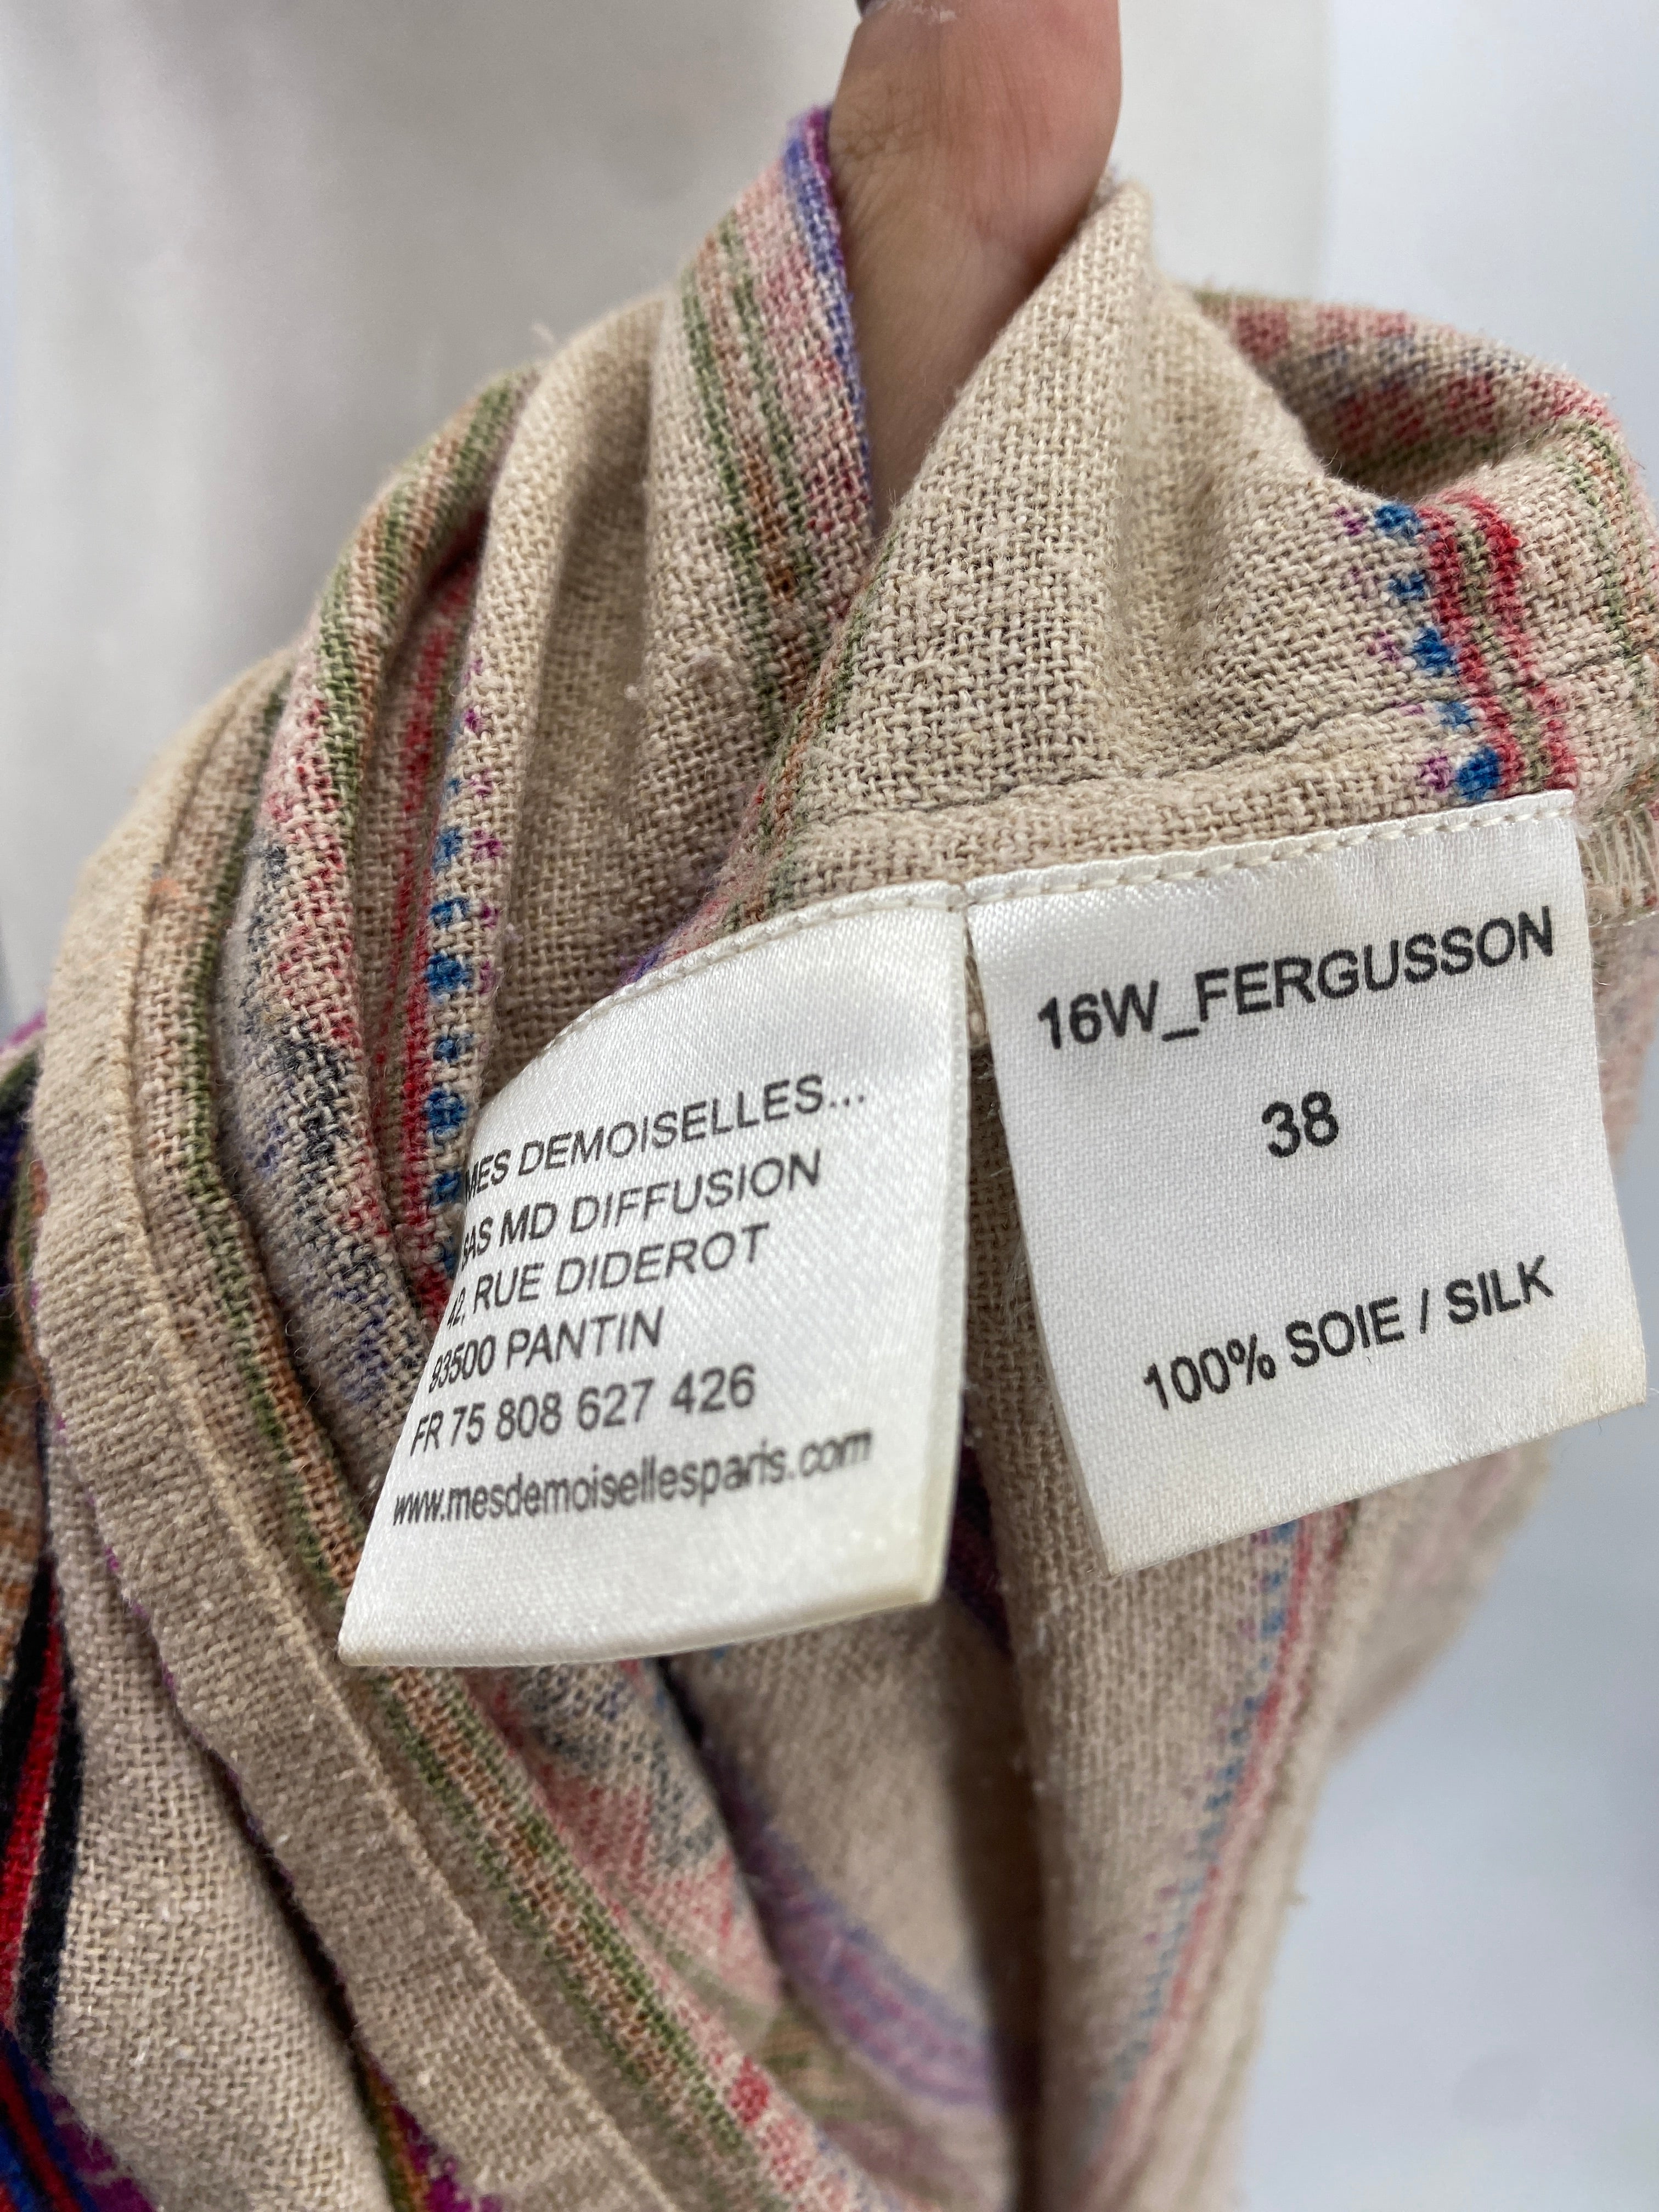 MES DEMOISELLES...
SAS MD DIFFUSION
42, RUE DIDEROT
93500 PANTIN
FR 75 808 627 426
www.mesdemoisellesparis.com
16W_FERGUSSON
38
100% SOIE / SILK